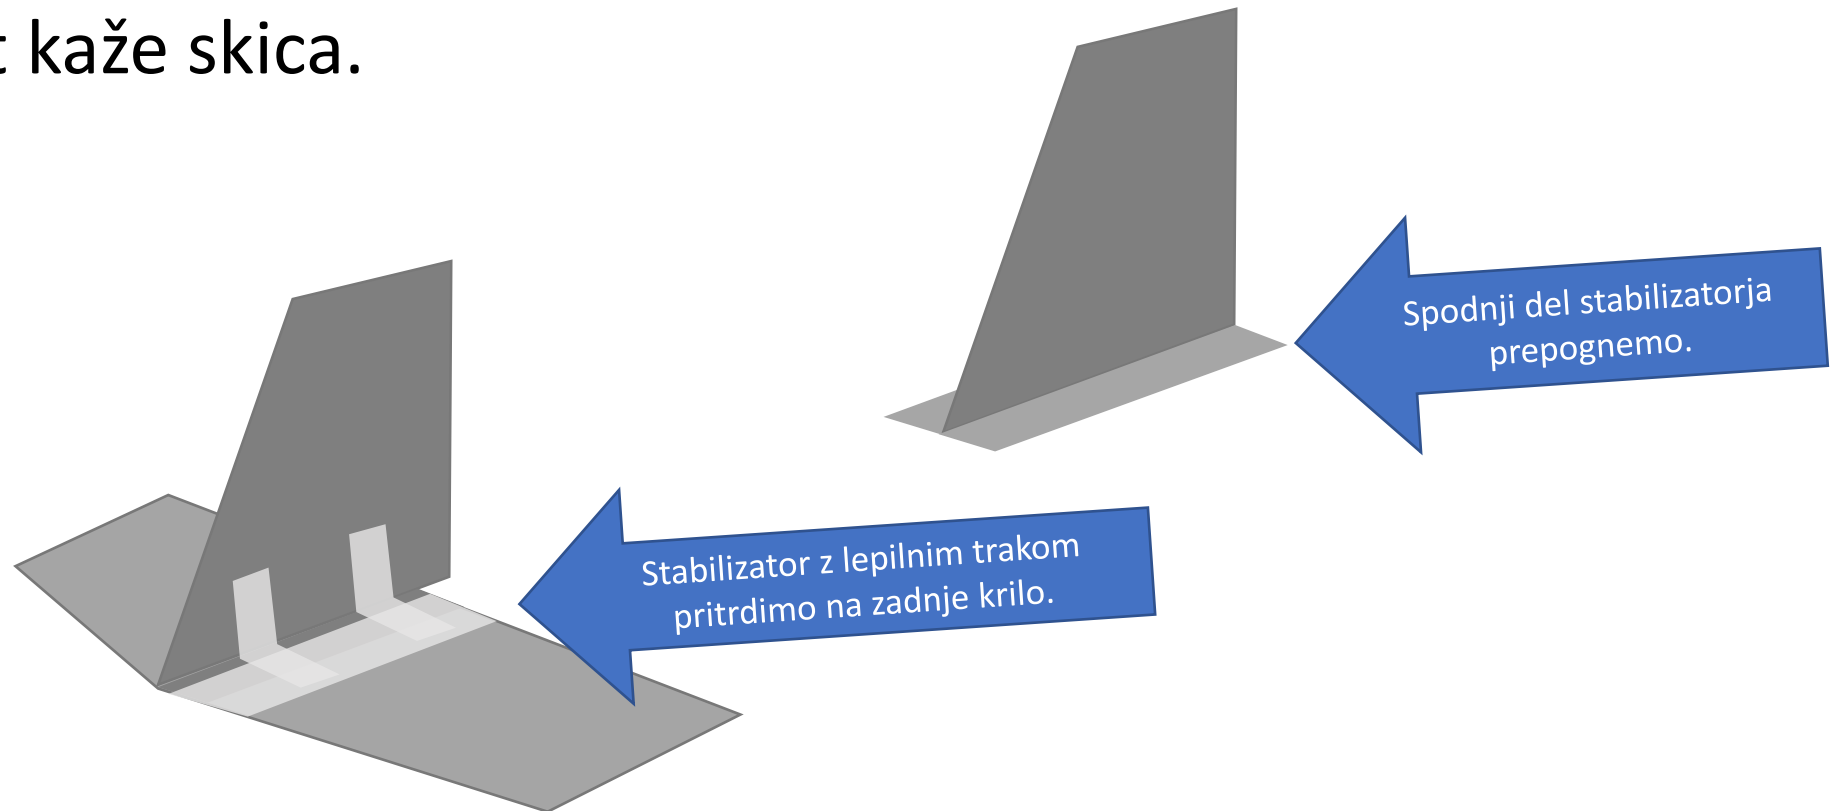 kaže skica.
Spodnji del stabilizatorja
prepognemo.
Stabilizator z lepilnim trakom
pritrdimo na zadnje krilo.